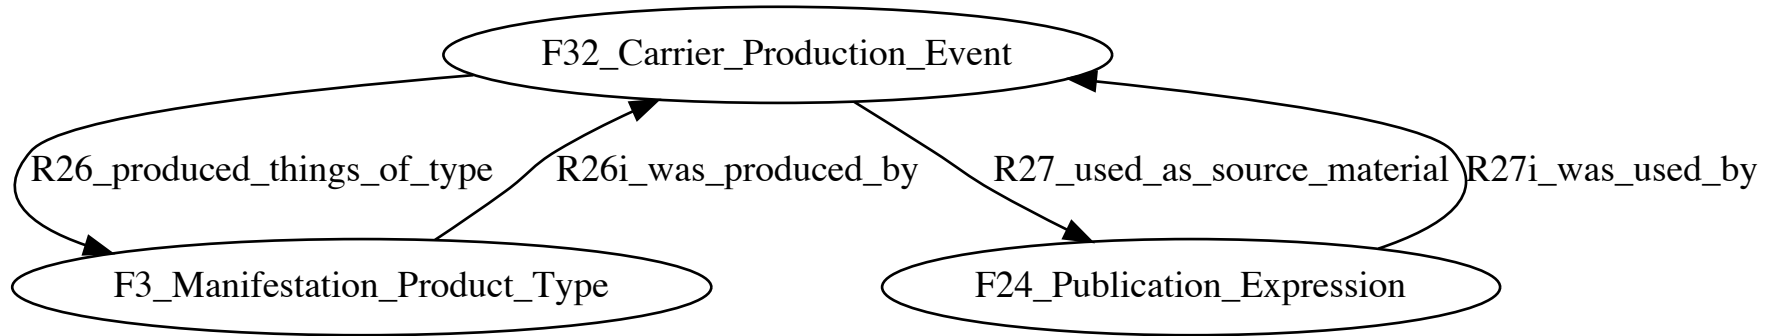 F32_Carrier_Production_Event
R26_produced_things_of_type
R26i_was_produced_by
R27_used_as_source_material
R27i_was_used_by
F3_Manifestation_Product_Type
F24_Publication_Expression